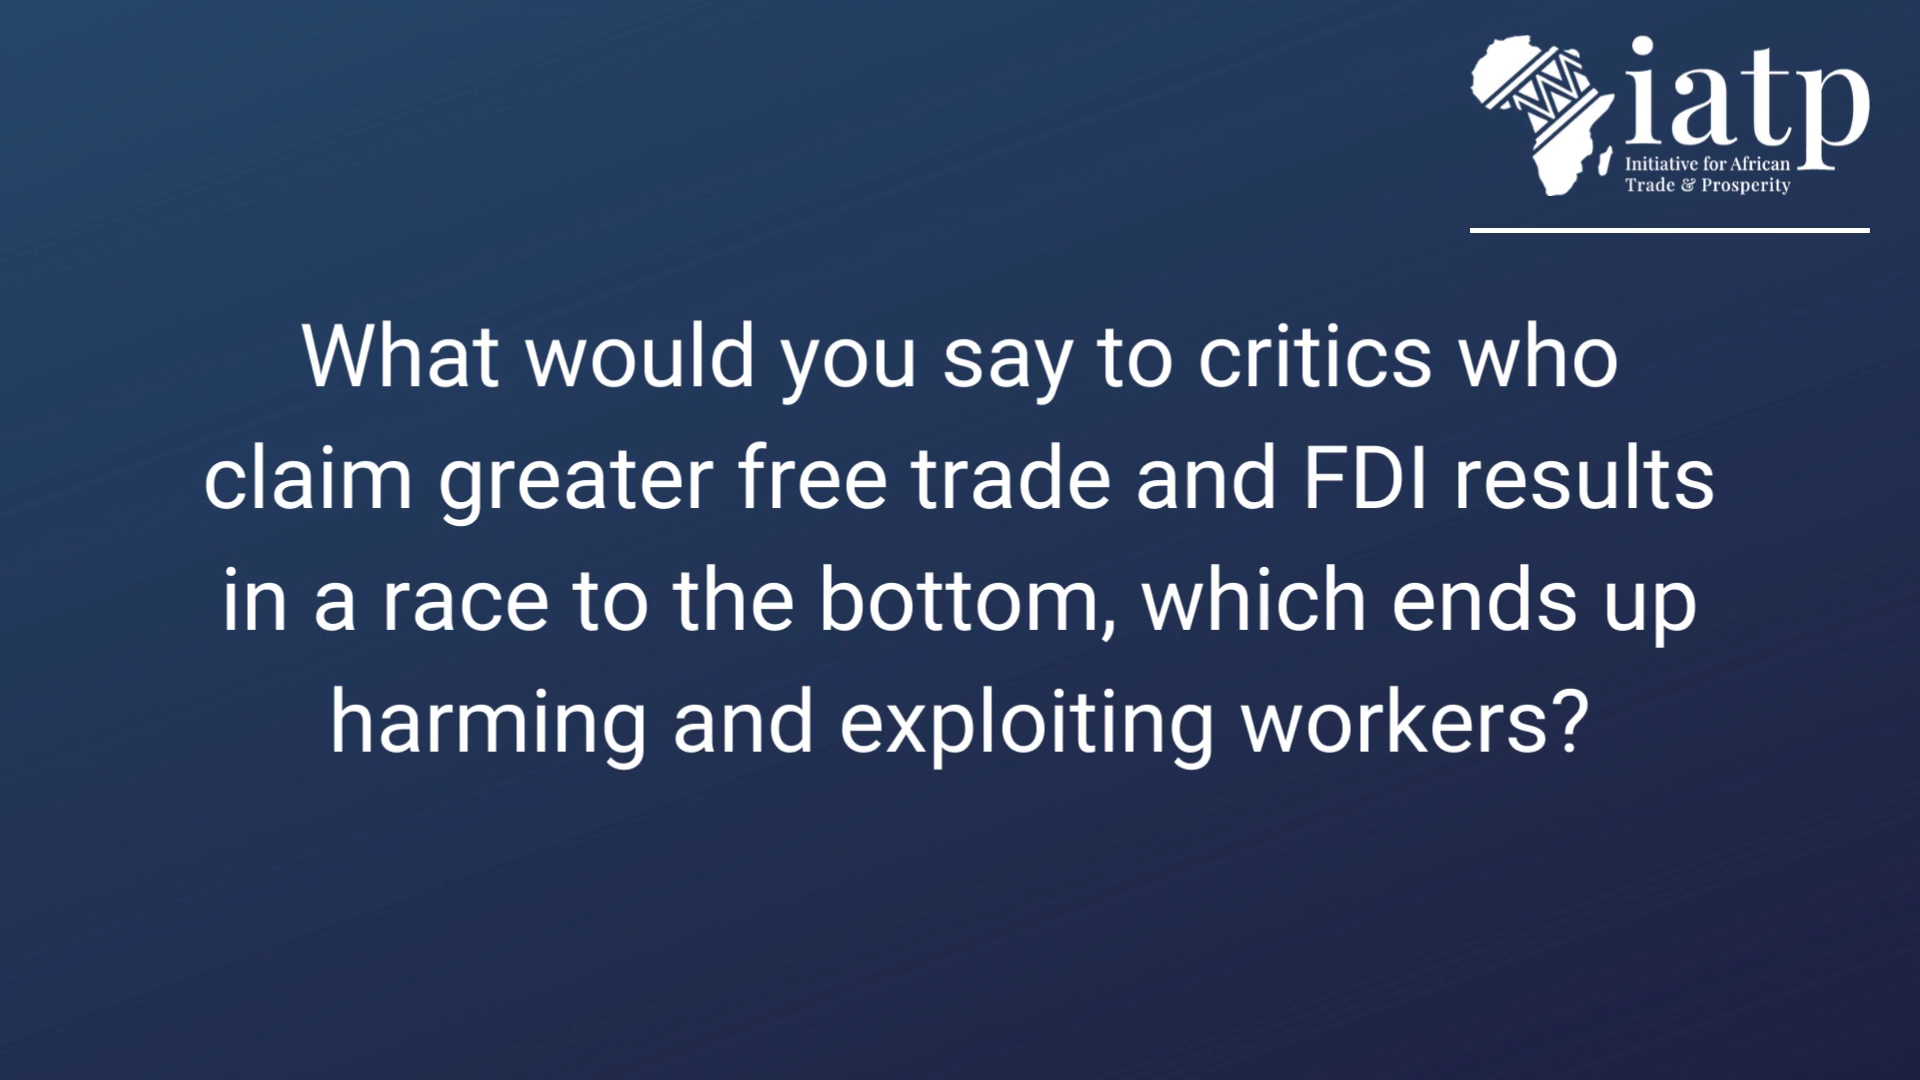 iatp
Initiative for African
Trade & Prosperity
What would you say to critics who
claim greater free trade and FDI results
in a race to the bottom, which ends up
harming and exploiting workers?